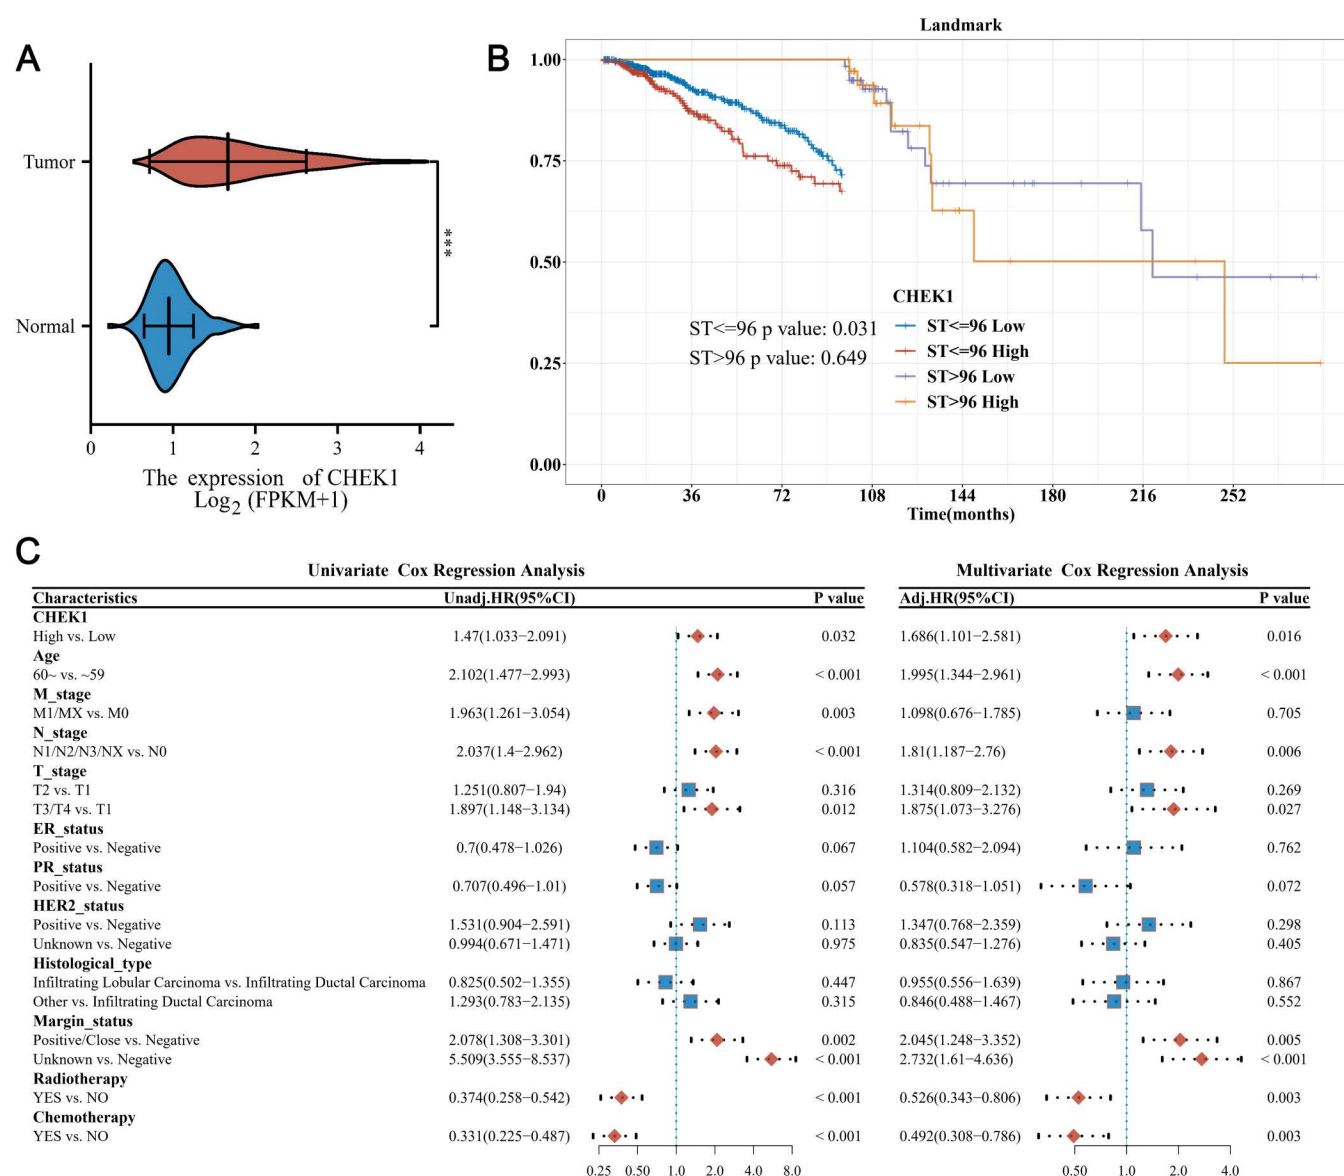 A
Tumor
Normal
***
0 1 2 3 4
The expression of CHEK1
Log2 (FPKM+1)
B
Landmark
1.00
0.75
0.50
0.25
0.00
ST<=96 p value: 0.031
ST>96 p value: 0.649
CHEK1
ST<=96 Low
ST<=96 High
ST>96 Low
ST>96 High
0 36 72 108 144 180 216 252
Time(months)
C
Univariate Cox Regression Analysis Multivariate Cox Regression Analysis
Characteristics Unadj.HR(95%CI) P value Adj.HR(95%CI) P value
CHEK1
High vs. Low 1.47(1.033−2.091) 0.032 1.686(1.101−2.581) 0.016
Age
60~ vs. ~59 2.102(1.477−2.993) < 0.001 1.995(1.344−2.961) < 0.001
M_stage
M1/MX vs. M0 1.963(1.261−3.054) 0.003 1.098(0.676−1.785) 0.705
N_stage
N1/N2/N3/NX vs. N0 2.037(1.4−2.962) < 0.001 1.81(1.187−2.76) 0.006
T_stage
T2 vs. T1 1.251(0.807−1.94) 0.316 1.314(0.809−2.132) 0.269
T3/T4 vs. T1 1.897(1.148−3.134) 0.012 1.875(1.073−3.276) 0.027
ER_status
Positive vs. Negative 0.7(0.478−1.026) 0.067 1.104(0.582−2.094) 0.762
PR_status
Positive vs. Negative 0.707(0.496−1.01) 0.057 0.578(0.318−1.051) 0.072
HER2_status
Positive vs. Negative 1.531(0.904−2.591) 0.113 1.347(0.768−2.359) 0.298
Unknown vs. Negative 0.994(0.671−1.471) 0.975 0.835(0.547−1.276) 0.405
Histological_type
Infiltrating Lobular Carcinoma vs. Infiltrating Ductal Carcinoma 0.825(0.502−1.355) 0.447 0.955(0.556−1.639) 0.867
Other vs. Infiltrating Ductal Carcinoma 1.293(0.783−2.135) 0.315 0.846(0.488−1.467) 0.552
Margin_status
Positive/Close vs. Negative 2.078(1.308−3.301) 0.002 2.045(1.248−3.352) 0.005
Unknown vs. Negative 5.509(3.555−8.537) < 0.001 2.732(1.61−4.636) < 0.001
Radiotherapy
YES vs. NO 0.374(0.258−0.542) < 0.001 0.526(0.343−0.806) 0.003
Chemotherapy
YES vs. NO 0.331(0.225−0.487) < 0.001 0.492(0.308−0.786) 0.003
0.25 0.50 1.0 2.0 4.0 8.0 0.50 1.0 2.0 4.0